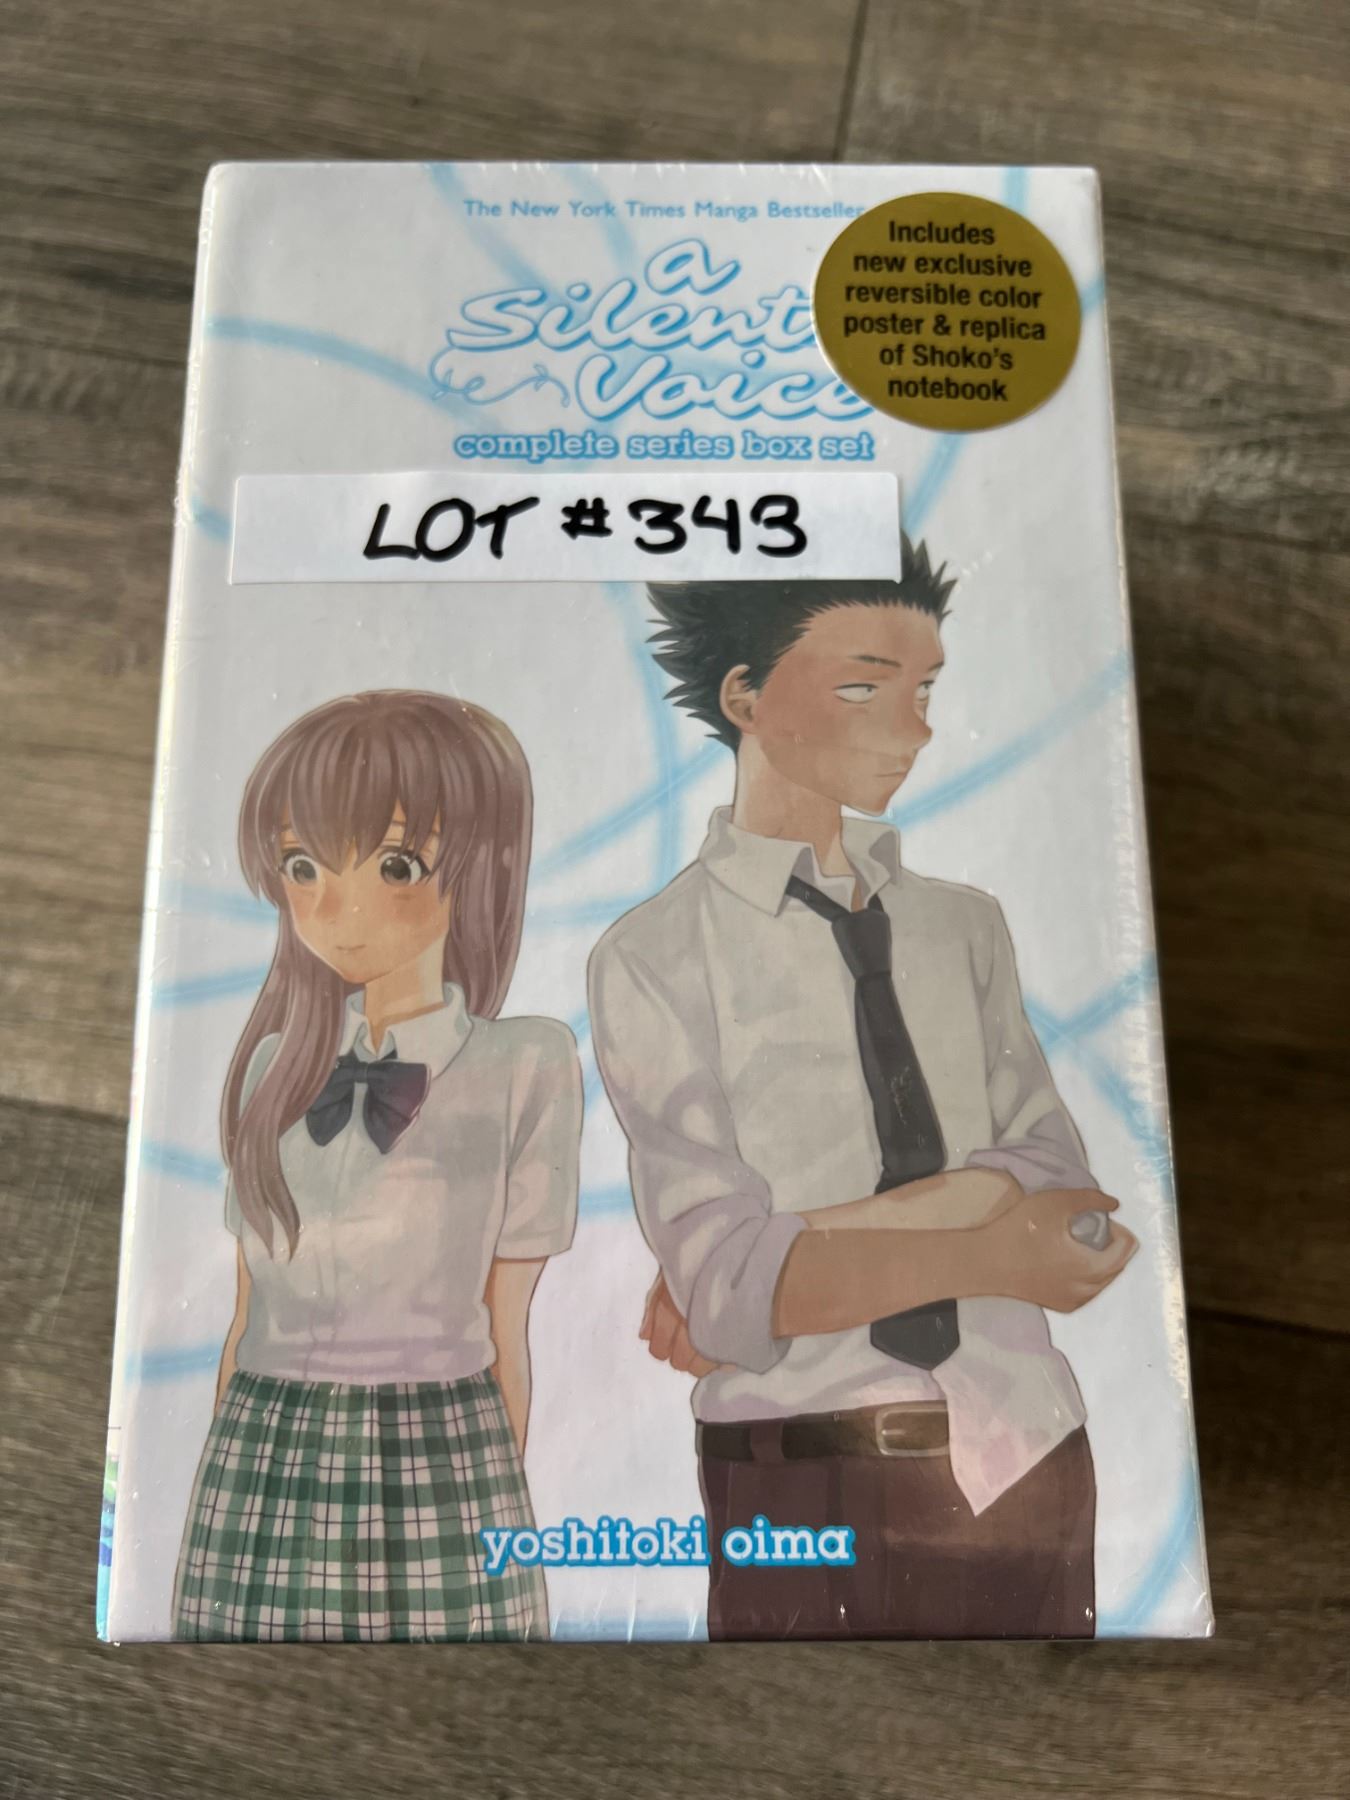 The New York Times Manga Bestseller
a
Silent
Voice
complete series box set
Includes
new exclusive
reversible color
poster & replica
of Shoko's
notebook
LOT #343
yoshitoki oima